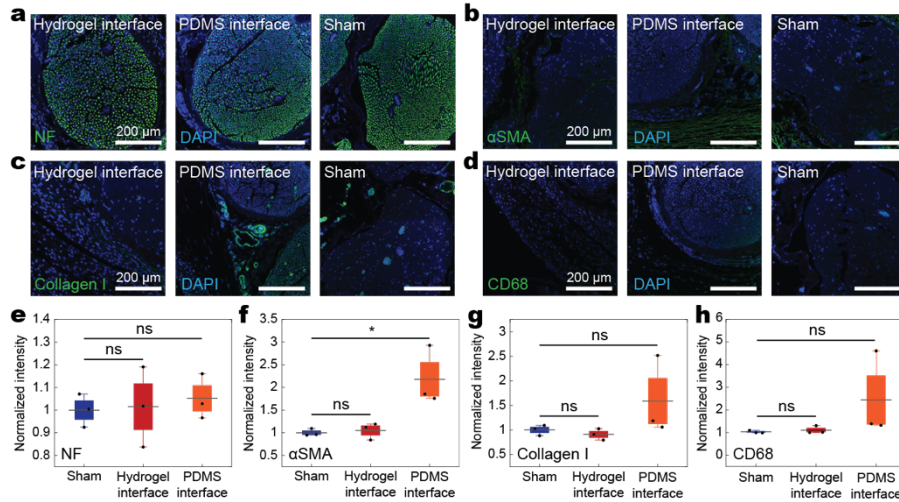 a
Hydrogel interface
PDMS interface
Sham
NF
200 μm
DAPI
b
Hydrogel interface
PDMS interface
Sham
αSMA
200 μm
DAPI
c
Hydrogel interface
PDMS interface
Sham
Collagen I
200 μm
DAPI
d
Hydrogel interface
PDMS interface
Sham
CD68
200 μm
DAPI
e
Normalized intensity
1.4
1.3
1.2
1.1
1
0.9
0.8
ns
ns
NF
Sham
Hydrogel
interface
PDMS
interface
f
Normalized intensity
3.5
3
2.5
2
1.5
1
0.5
*
ns
αSMA
Sham
Hydrogel
interface
PDMS
interface
g
Normalized intensity
3
2.5
2
1.5
1
0.5
ns
ns
Collagen I
Sham
Hydrogel
interface
PDMS
interface
h
Normalized intensity
6
4
2
0
ns
ns
CD68
Sham
Hydrogel
interface
PDMS
interface